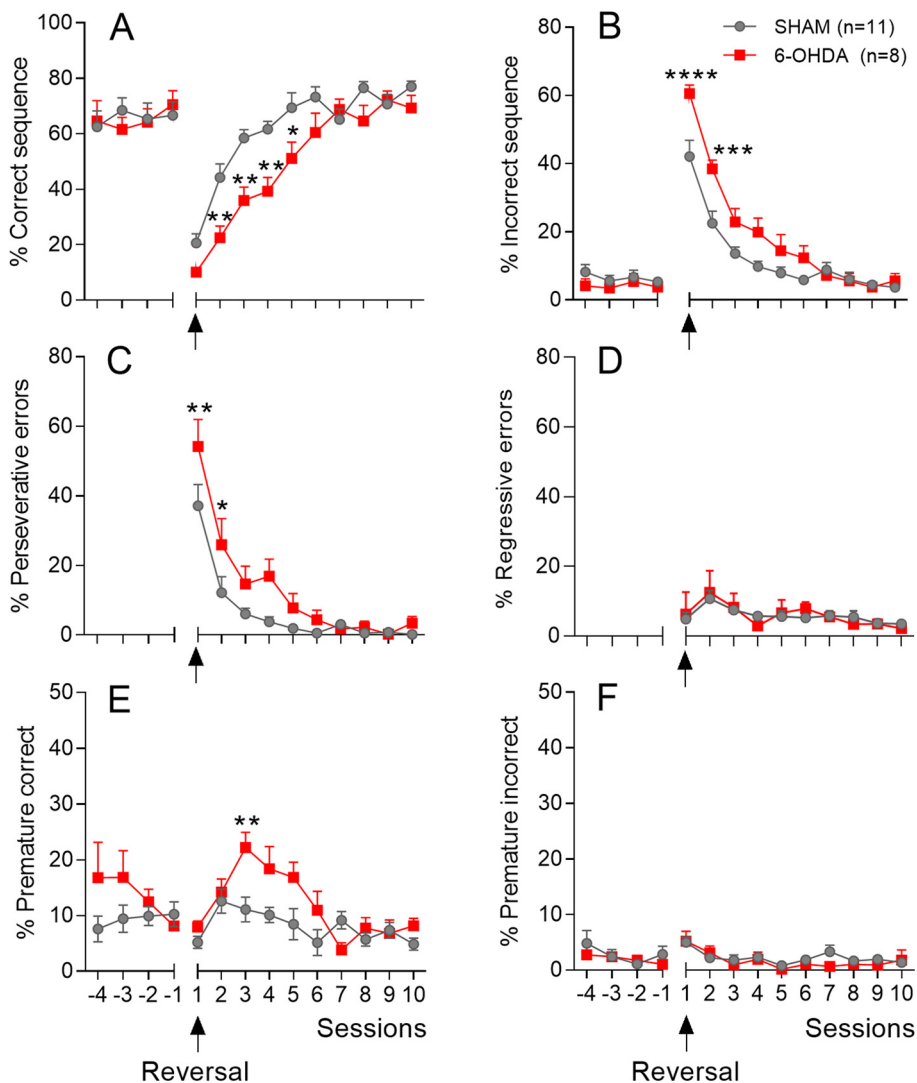 A
% Correct sequence
100
80
60
40
20
0
**
**
**
*
B
SHAM (n=11)
6-OHDA (n=8)
% Incorrect sequence
80
60
40
20
0
****
***
C
% Perseverative errors
80
60
40
20
0
**
*
D
% Regressive errors
80
60
40
20
0
E
% Premature correct
50
40
30
20
10
0
**
-4 -3 -2 -1 1 2 3 4 5 6 7 8 9 10
Sessions
Reversal
F
% Premature incorrect
50
40
30
20
10
0
-4 -3 -2 -1 1 2 3 4 5 6 7 8 9 10
Sessions
Reversal